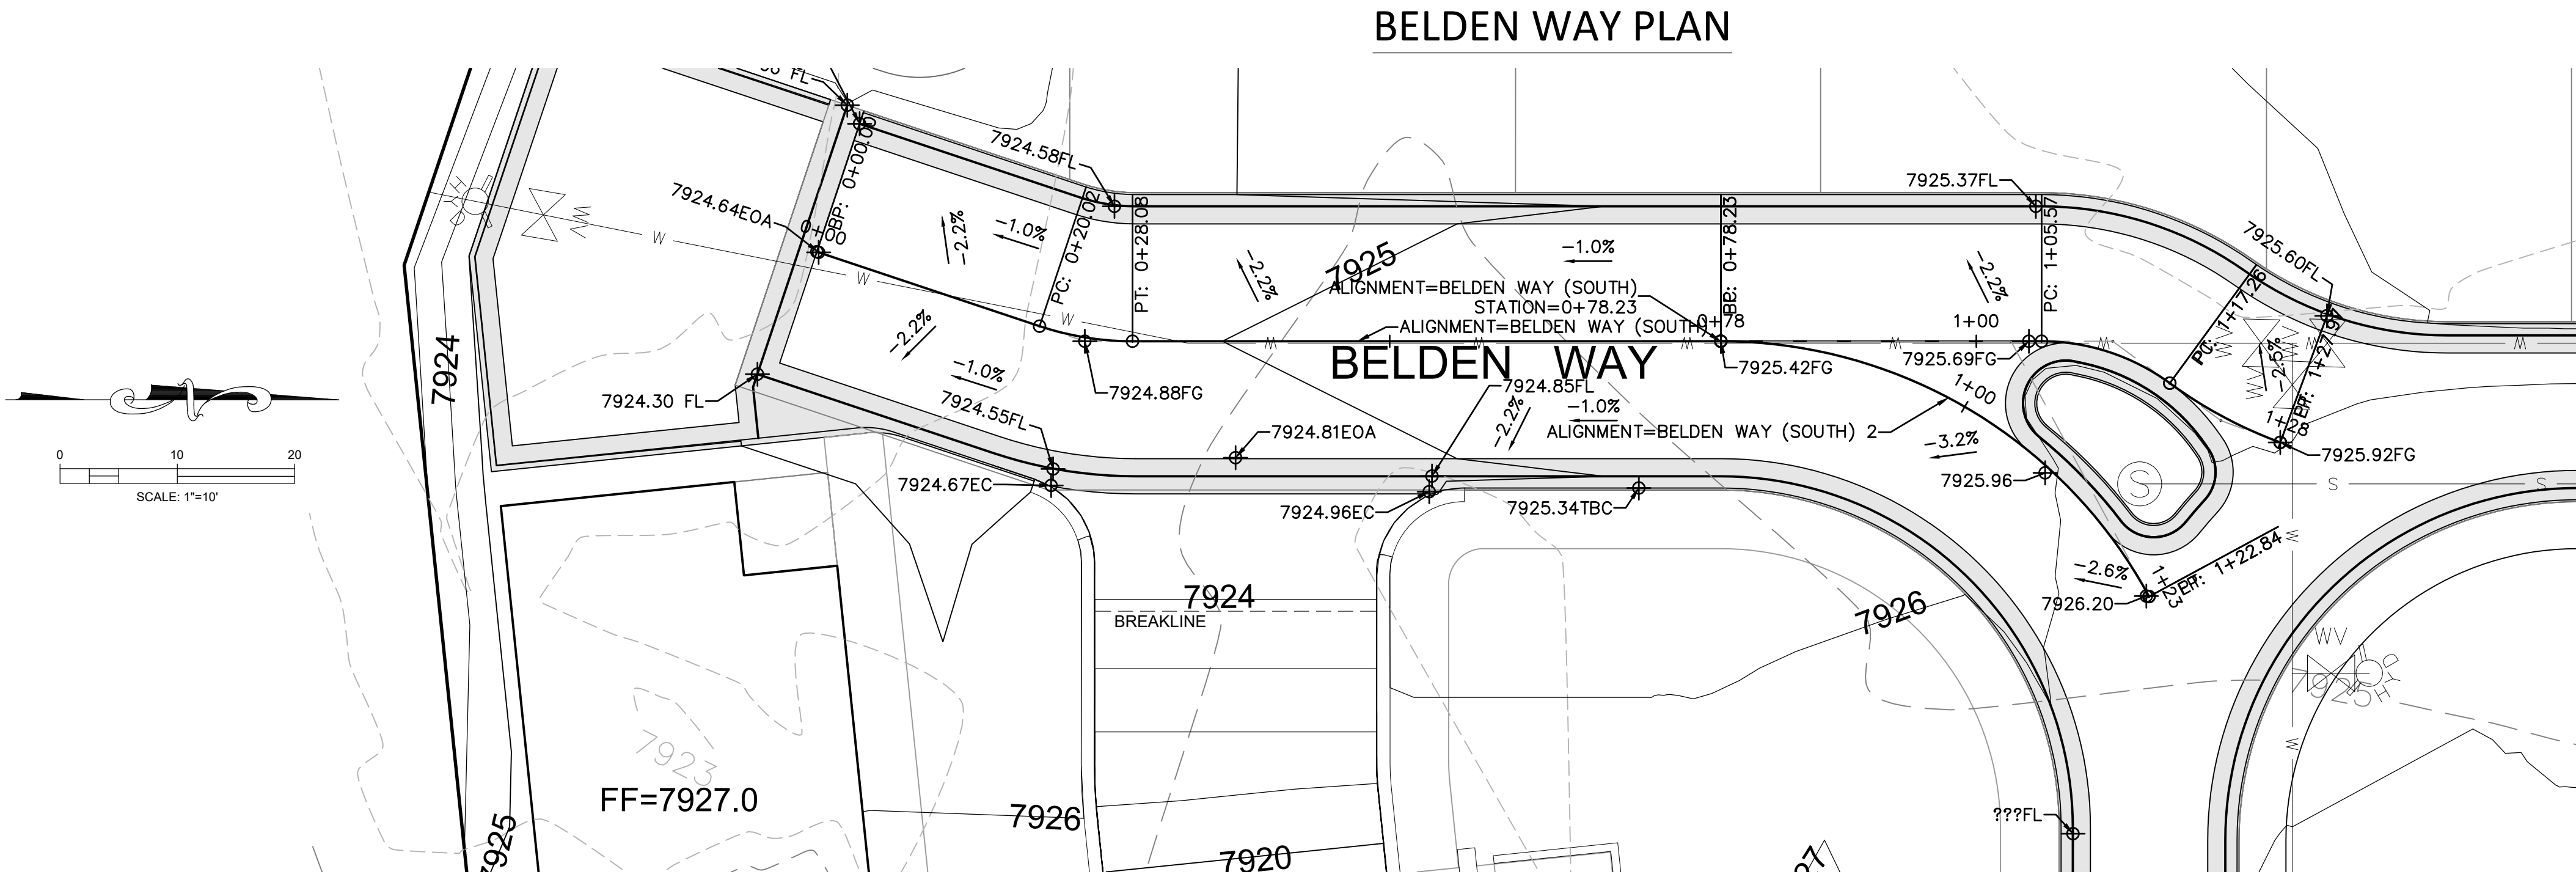 BELDEN WAY PLAN
FL
7924.64EOA
0+00
BP: 0+00.00
7924.58FL
-2.2%
-1.0%
PC: 0+20.02
PT: 0+28.08
HYD
WV
W
W
W
-2.2%
7925
-1.0%
ALIGNMENT=BELDEN WAY (SOUTH)
STATION=0+78.23
ALIGNMENT=BELDEN WAY (SOUTH)
0+78
BP: 0+78.23
7925.37FL
PC: 1+05.57
-2.2%
1+00
7925.69FG
7925.42FG
BELDEN WAY
W
W
W
W
W
W
W
7925.60FL
PC: 1+17.26
EP: 1+27.94
-2.5%
1+28
7925.92FG
7924
7924.30 FL
-2.2%
-1.0%
7924.88FG
7924.55FL
7924.81EOA
7924.85FL
-2.2%
-1.0%
ALIGNMENT=BELDEN WAY (SOUTH) 2
1+00
-3.2%
7925.96
S
S
S
7924.67EC
7924.96EC
7925.34TBC
0
10
20
SCALE: 1"=10'
-2.6%
7926.20
1+23
EP: 1+22.84
W
W
WV
HYD
7925
7924
BREAKLINE
7926
7923
FF=7927.0
7925
7926
7920
???FL
27